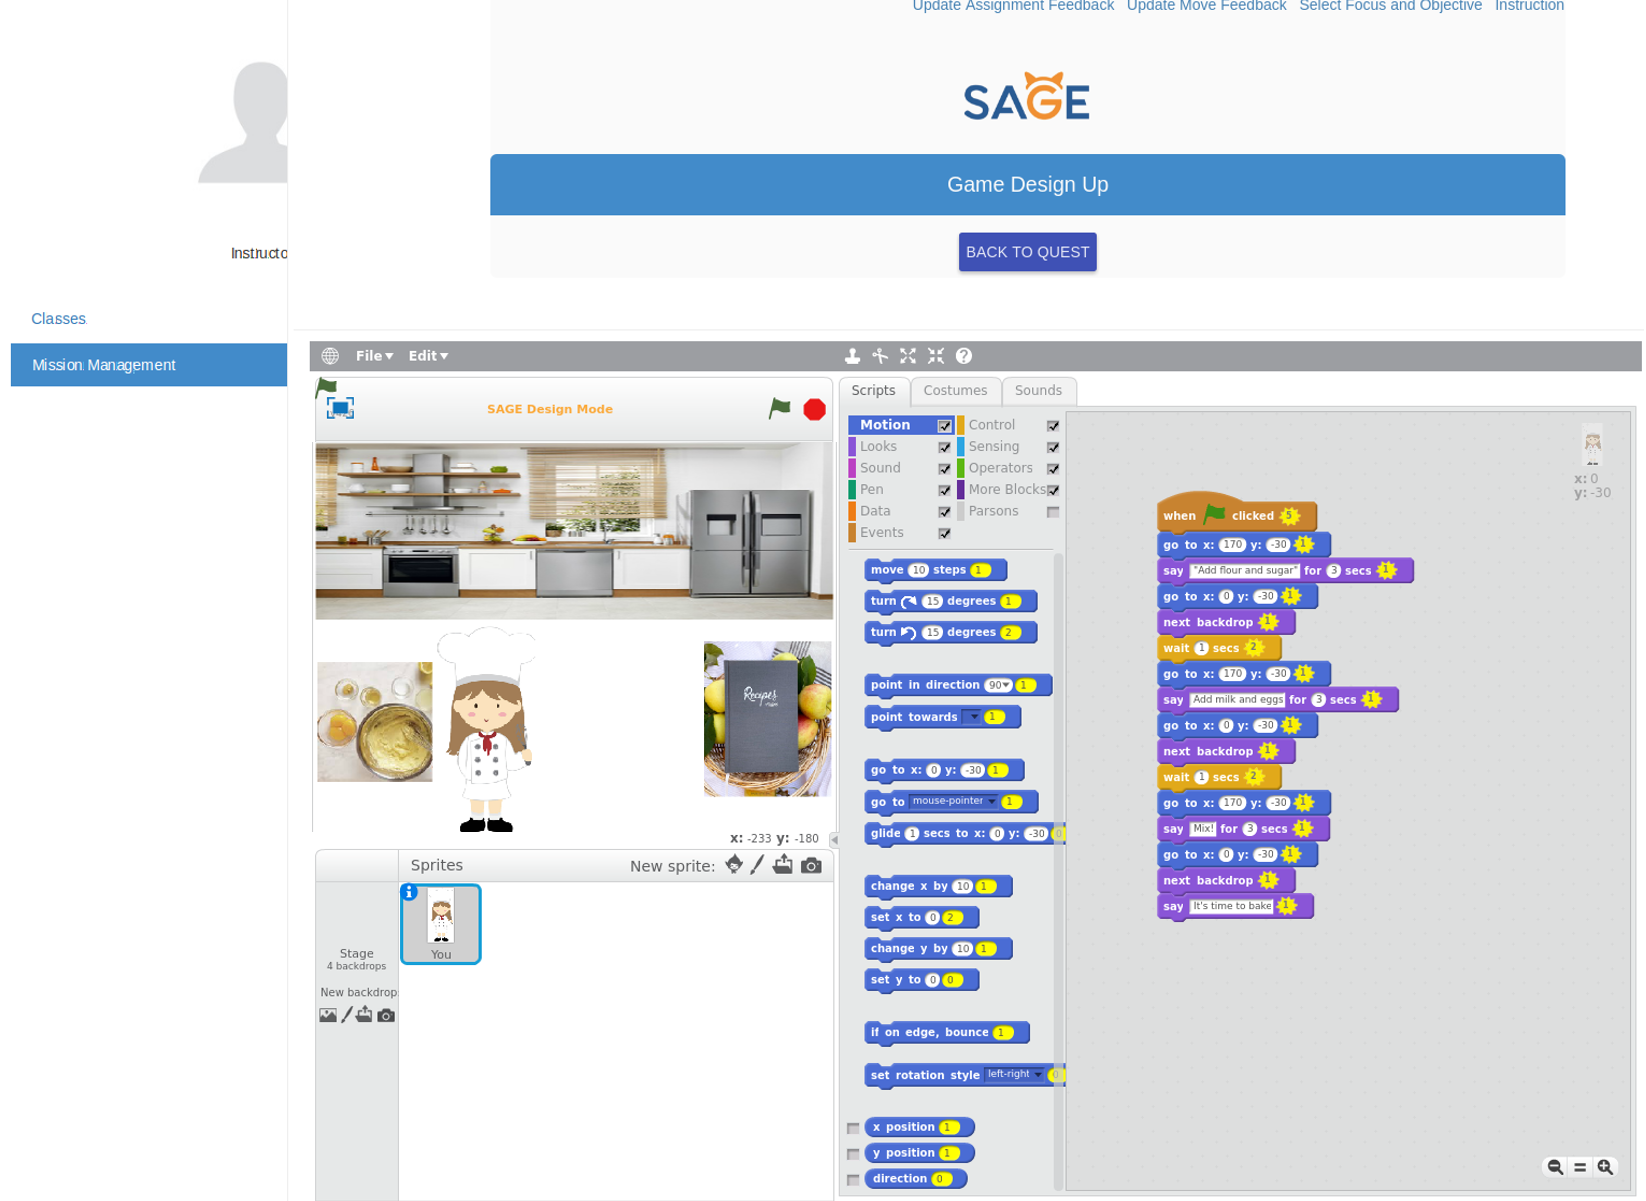 Update Assignment Feedback Update Move Feedback Select Focus and Objective Instruction
SAGE
Game Design Up
BACK TO QUEST
Instructo
Classes
Mission Management
File Edit
SAGE Design Mode
Recipes
x: -233 y: -180
Sprites New sprite:
You
Stage
4 backdrops
New backdrop:
Scripts Costumes Sounds
Motion Control
Looks Sensing
Sound Operators
Pen More Blocks
Data Parsons
Events
move 10 steps 1
turn 15 degrees 1
turn 15 degrees 2
point in direction 90 1
point towards 1
go to x: 0 y: -30 1
go to mouse-pointer 1
glide 1 secs to x: 0 y: -30 0
change x by 10 1
set x to 0 2
change y by 10 1
set y to 0 0
if on edge, bounce 1
set rotation style left-right 0
x position 1
y position 1
direction 0
x: 0
y: -30
when clicked 5
go to x: 170 y: -30 1
say "Add flour and sugar" for 3 secs 1
go to x: 0 y: -30 1
next backdrop 1
wait 1 secs 2
go to x: 170 y: -30 1
say Add milk and eggs for 3 secs 1
go to x: 0 y: -30 1
next backdrop 1
wait 1 secs 2
go to x: 170 y: -30 1
say Mix! for 3 secs 1
go to x: 0 y: -30 1
next backdrop 1
say It's time to bake 1